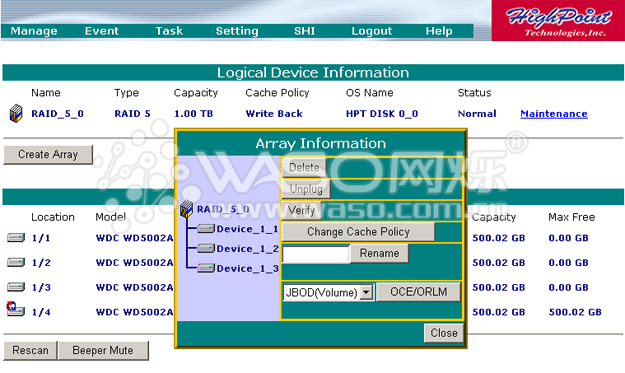 HighPoint
Technologies,Inc.
Manage Event Task Setting SHI Logout Help
Logical Device Information
Name Type Capacity Cache Policy OS Name Status
RAID_5_0 RAID 5 1.00 TB Write Back HPT DISK 0_0 Normal Maintenance
Create Array
Array Information
Delete
Unplug
Verify
Change Cache Policy
Rename
JBOD(Volume) OCE/ORLM
Close
RAID_5_0
Device_1_1
Device_1_2
Device_1_3
WASO网烁®
www.waso.com.cn
Location Model Capacity Max Free
1/1 WDC WD5002A 500.02 GB 0.00 GB
1/2 WDC WD5002A 500.02 GB 0.00 GB
1/3 WDC WD5002A 500.02 GB 0.00 GB
1/4 WDC WD5002A 500.02 GB 500.02 GB
Rescan Beeper Mute